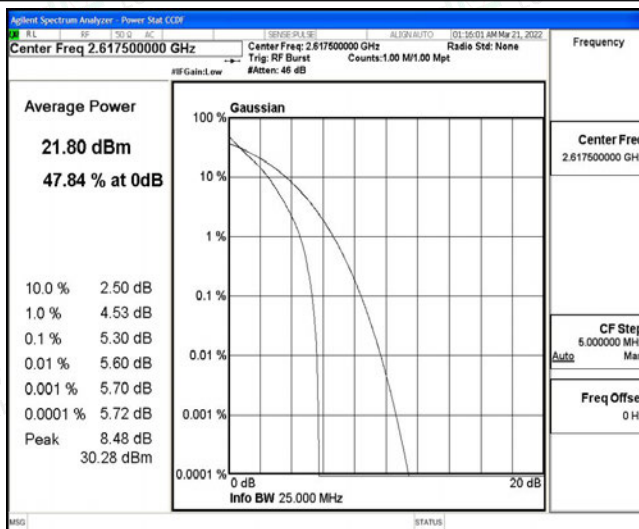 Agilent Spectrum Analyzer - Power Stat CCDF
RL RF 50 Ω AC SENSE:PULSE ALIGN AUTO 01:16:01 AM Mar 21, 2022
Center Freq 2.617500000 GHz
Center Freq: 2.617500000 GHz Radio Std: None
Trig: RF Burst Counts:1.00 M/1.00 Mpt
#IFGain:Low #Atten: 46 dB
Frequency
Average Power
21.80 dBm
47.84 % at 0dB
10.0 % 2.50 dB
1.0 % 4.53 dB
0.1 % 5.30 dB
0.01 % 5.60 dB
0.001 % 5.70 dB
0.0001 % 5.72 dB
Peak 8.48 dB
30.28 dBm
Gaussian
100 %
10 %
1 %
0.1 %
0.01 %
0.001 %
0.0001 %
0 dB 20 dB
Info BW 25.000 MHz
Center Fre
2.617500000 GH
CF Step
5.000000 MH
Auto Ma
Freq Offse
0 H
MSG STATUS